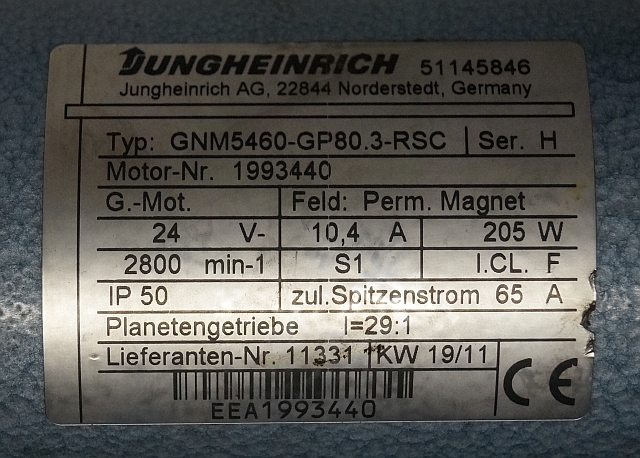 JUNGHEINRICH 51145846
Jungheinrich AG, 22844 Norderstedt, Germany
Typ: GNM5460-GP80.3-RSC Ser. H
Motor-Nr. 1993440
G.-Mot. Feld: Perm. Magnet
24 V- 10,4 A 205 W
2800 min-1 S1 I.CL. F
IP 50 zul.Spitzenstrom 65 A
Planetengetriebe I=29:1
Lieferanten-Nr. 11331 KW 19/11
CE
EEA1993440